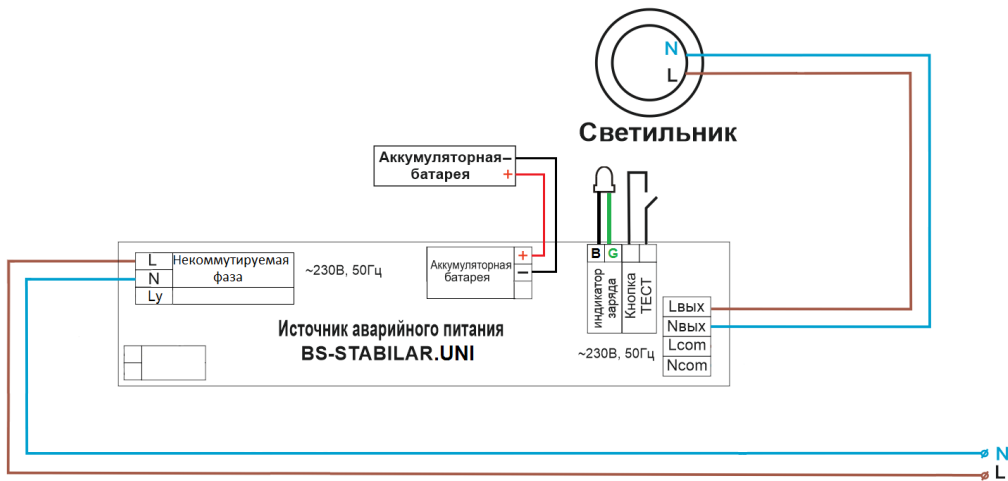 N
L
Светильник
Аккумуляторная –
батарея +
L Некоммутируемая
N фаза
Ly
~230В, 50Гц
Аккумуляторная
батарея
+
–
B G
индикатор
заряда
Кнопка
ТЕСТ
Lвых
Nвых
Lcom
Ncom
~230В, 50Гц
Источник аварийного питания
BS-STABILAR.UNI
N
L